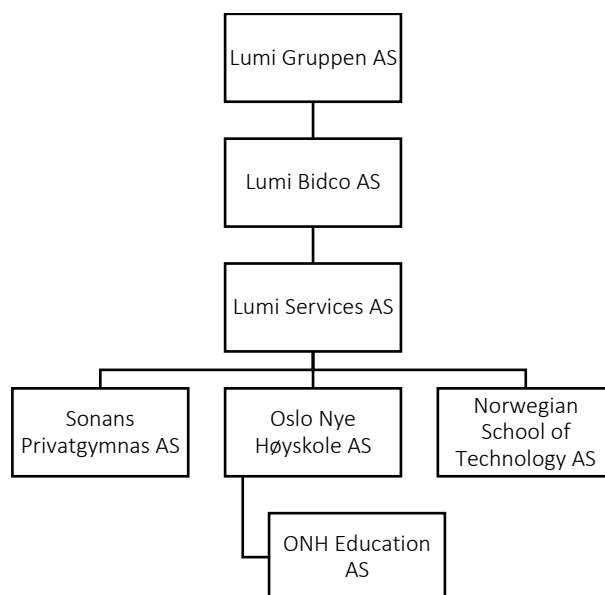 Lumi Gruppen AS
Lumi Bidco AS
Lumi Services AS
Sonans
Privatgymnas AS
Oslo Nye
Høyskole AS
Norwegian
School of
Technology AS
ONH Education
AS